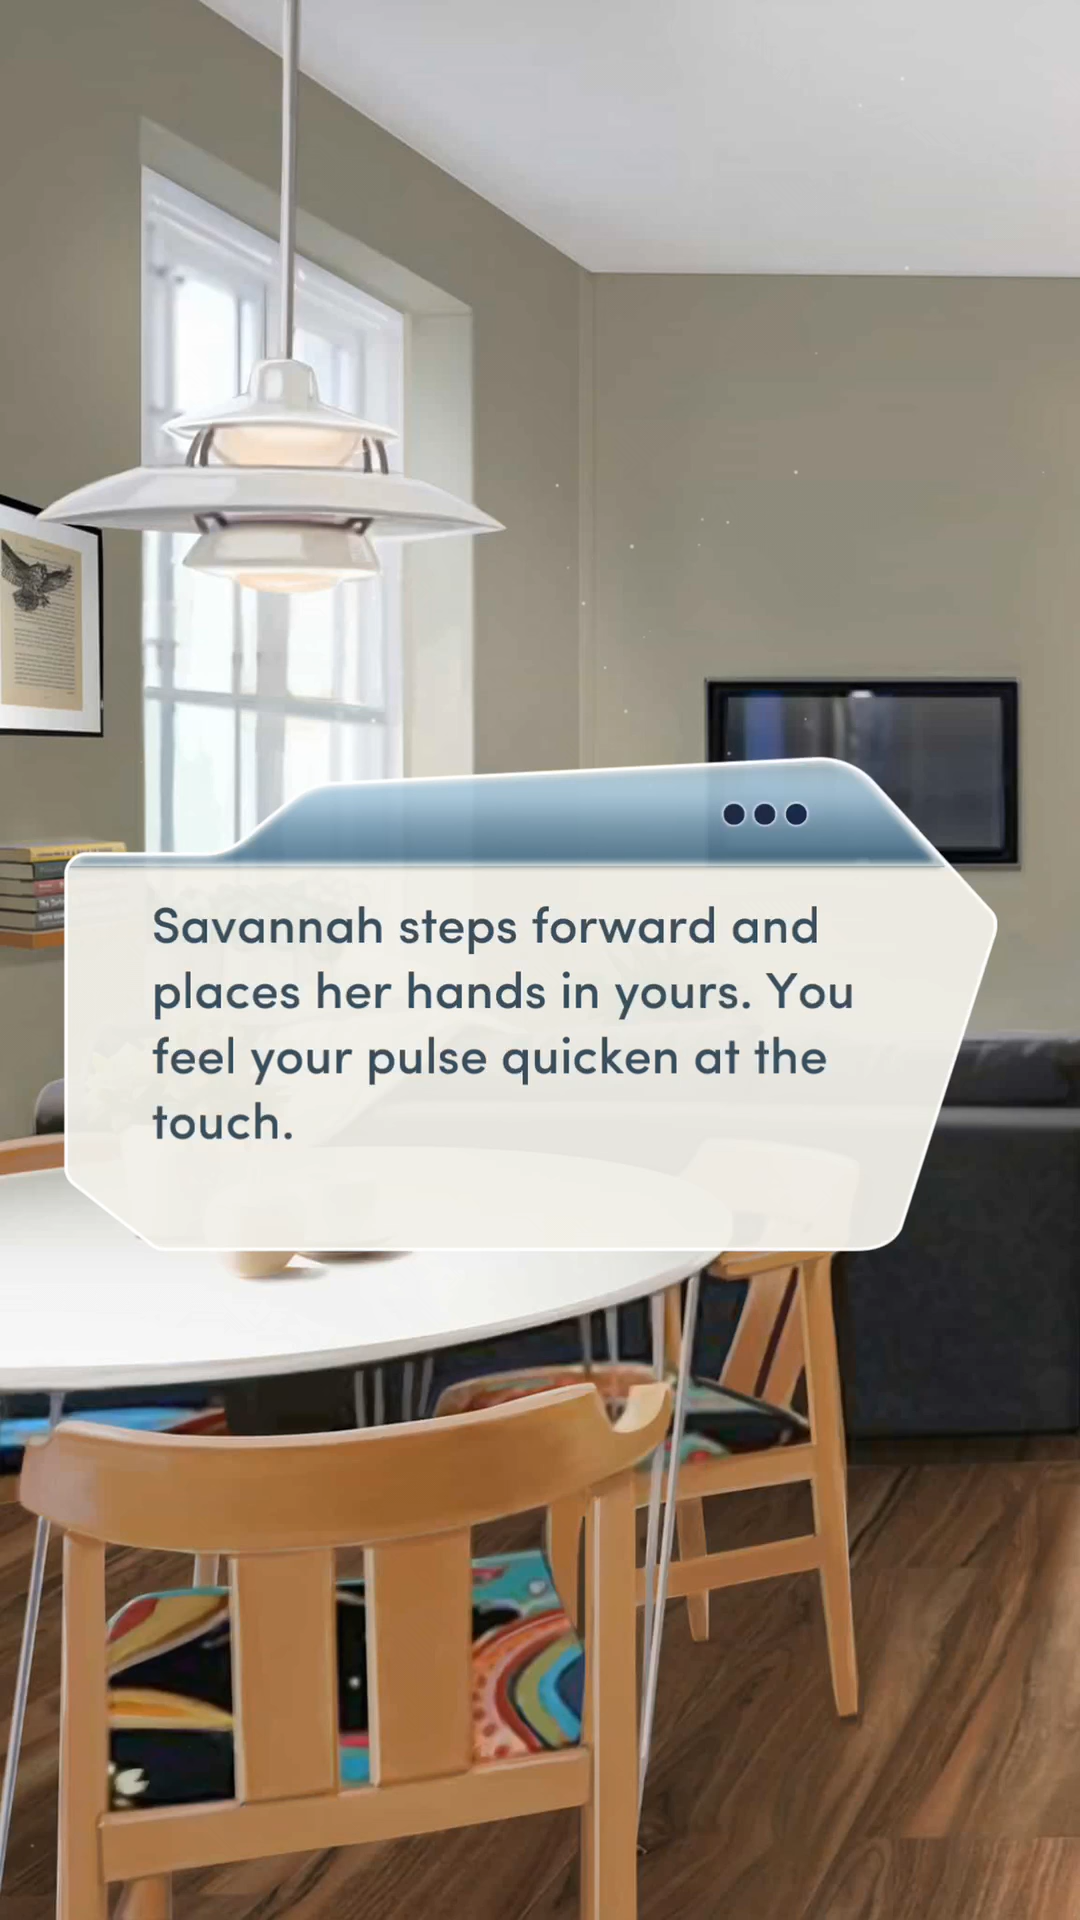 Savannah steps forward and
places her hands in yours. You
feel your pulse quicken at the
touch.